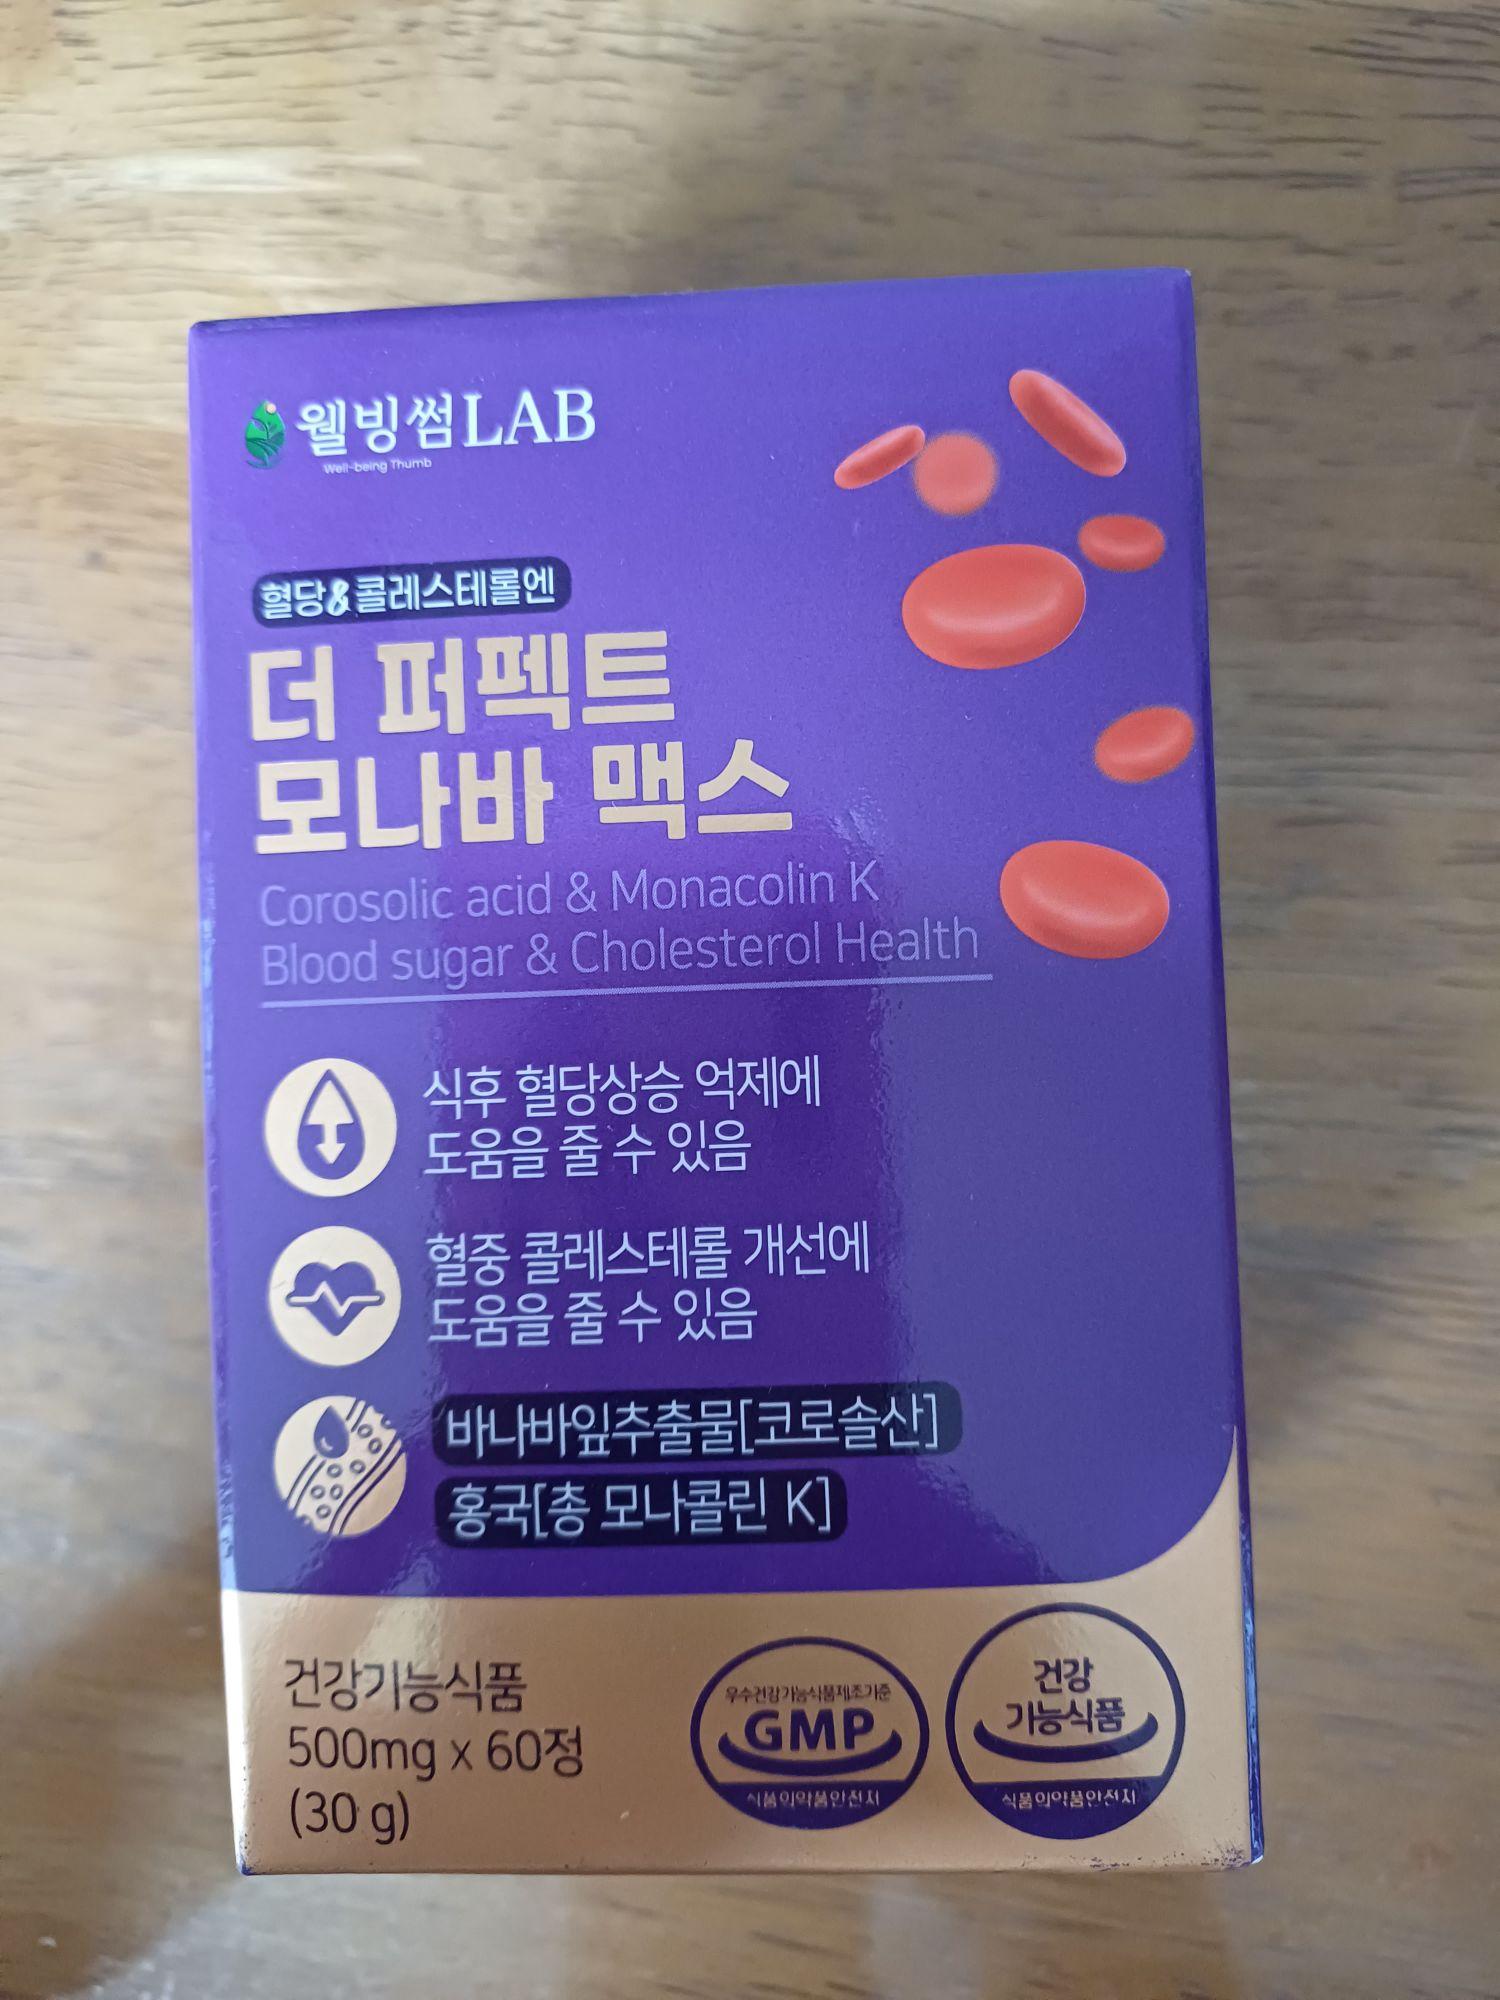 웰빙썸LAB
Well-being Thumb
혈당&콜레스테롤엔
더 퍼펙트
모나바 맥스
Corosolic acid & Monacolin K
Blood sugar & Cholesterol Health
식후 혈당상승 억제에
도움을 줄 수 있음
혈중 콜레스테롤 개선에
도움을 줄 수 있음
바나바잎추출물[코로솔산]
홍국[총 모나콜린 K]
건강기능식품
500mg x 60정
(30 g)
우수건강기능식품제조기준
GMP
식품의약품안전처
건강
기능식품
식품의약품안전처